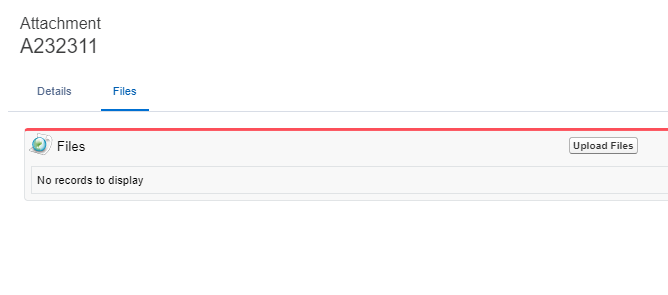 Attachment
A232311
Details Files
Files Upload Files
No records to display